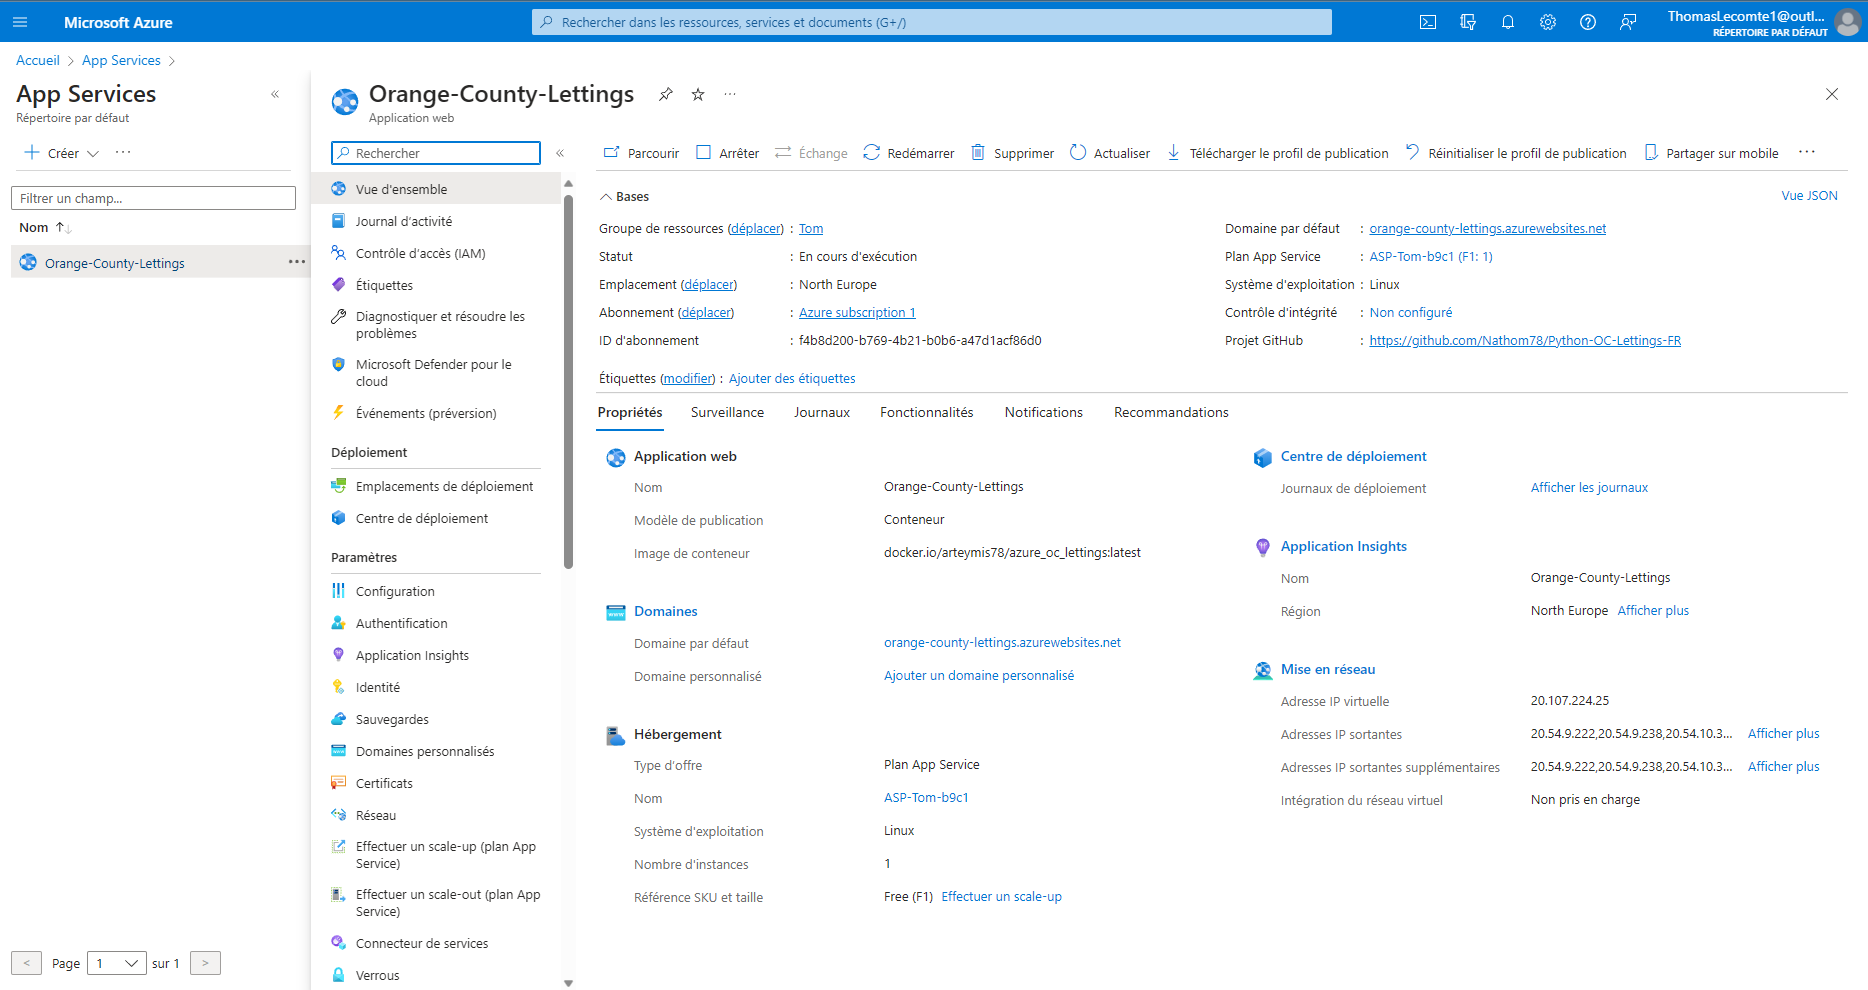 Microsoft Azure
Rechercher dans les ressources, services et documents (G+/)
ThomasLecomte1@outl...
RÉPERTOIRE PAR DÉFAUT
Accueil > App Services >
App Services
Répertoire par défaut
Créer
Filtrer un champ...
Nom
Orange-County-Lettings
Page 1 sur 1
Orange-County-Lettings
Application web
Rechercher
Vue d'ensemble
Journal d'activité
Contrôle d'accès (IAM)
Étiquettes
Diagnostiquer et résoudre les
problèmes
Microsoft Defender pour le
cloud
Événements (préversion)
Déploiement
Emplacements de déploiement
Centre de déploiement
Paramètres
Configuration
Authentification
Application Insights
Identité
Sauvegardes
Domaines personnalisés
Certificats
Réseau
Effectuer un scale-up (plan App
Service)
Effectuer un scale-out (plan App
Service)
Connecteur de services
Verrous
Parcourir Arrêter Échange Redémarrer Supprimer Actualiser Télécharger le profil de publication Réinitialiser le profil de publication Partager sur mobile
Bases
Vue JSON
Groupe de ressources (déplacer) : Tom
Statut : En cours d'exécution
Emplacement (déplacer) : North Europe
Abonnement (déplacer) : Azure subscription 1
ID d'abonnement : f4b8d200-b769-4b21-b0b6-a47d1acf86d0
Domaine par défaut : orange-county-lettings.azurewebsites.net
Plan App Service : ASP-Tom-b9c1 (F1: 1)
Système d'exploitation : Linux
Contrôle d'intégrité : Non configuré
Projet GitHub : https://github.com/Nathom78/Python-OC-Lettings-FR
Étiquettes (modifier) : Ajouter des étiquettes
Propriétés Surveillance Journaux Fonctionnalités Notifications Recommandations
Application web
Nom Orange-County-Lettings
Modèle de publication Conteneur
Image de conteneur docker.io/arteymis78/azure_oc_lettings:latest
Domaines
Domaine par défaut orange-county-lettings.azurewebsites.net
Domaine personnalisé Ajouter un domaine personnalisé
Hébergement
Type d'offre Plan App Service
Nom ASP-Tom-b9c1
Système d'exploitation Linux
Nombre d'instances 1
Référence SKU et taille Free (F1) Effectuer un scale-up
Centre de déploiement
Journaux de déploiement Afficher les journaux
Application Insights
Nom Orange-County-Lettings
Région North Europe Afficher plus
Mise en réseau
Adresse IP virtuelle 20.107.224.25
Adresses IP sortantes 20.54.9.222,20.54.9.238,20.54.10.3... Afficher plus
Adresses IP sortantes supplémentaires 20.54.9.222,20.54.9.238,20.54.10.3... Afficher plus
Intégration du réseau virtuel Non pris en charge